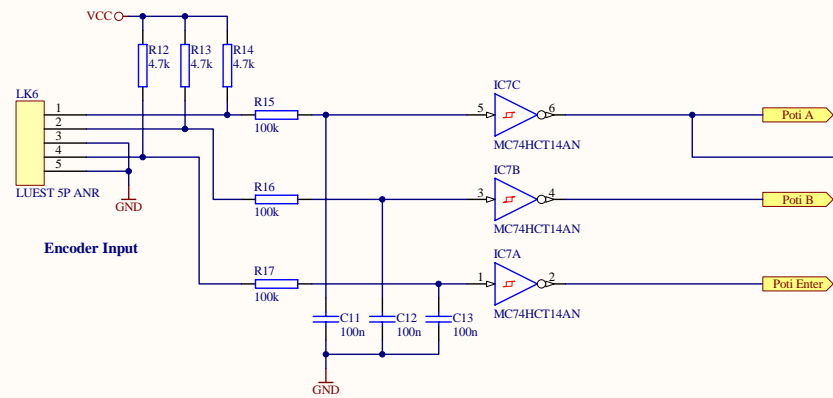 VCC
R12
4.7k
R13
4.7k
R14
4.7k
LK6
1
2
3
4
5
LUEST 5P ANR
GND
Encoder Input
R15
100k
R16
100k
R17
100k
C11
100n
C12
100n
C13
100n
GND
IC7C
5
6
MC74HCT14AN
IC7B
3
4
MC74HCT14AN
IC7A
1
2
MC74HCT14AN
Poti A
Poti B
Poti Enter